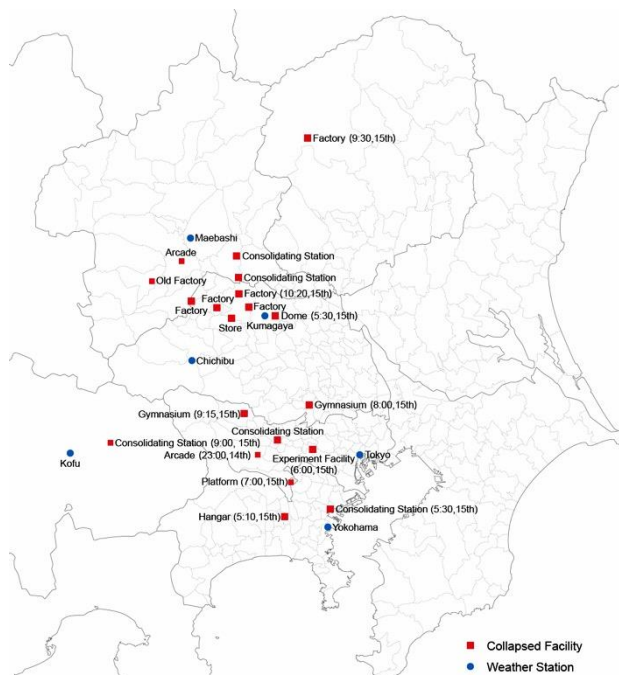 Factory (9:30,15th)
Maebashi
Arcade
Consolidating Station
Old Factory
Consolidating Station
Factory (10:20,15th)
Factory
Factory
Factory
Store
Kumagaya
Dome (5:30,15th)
Chichibu
Gymnasium (8:00,15th)
Gymnasium (9:15,15th)
Consolidating Station
Consolidating Station (9:00, 15th)
Kofu
Arcade (23:00,14th)
Experiment Facility
(6:00,15th)
Tokyo
Platform (7:00,15th)
Consolidating Station (5:30,15th)
Hangar (5:10,15th)
Yokohama
Collapsed Facility
Weather Station